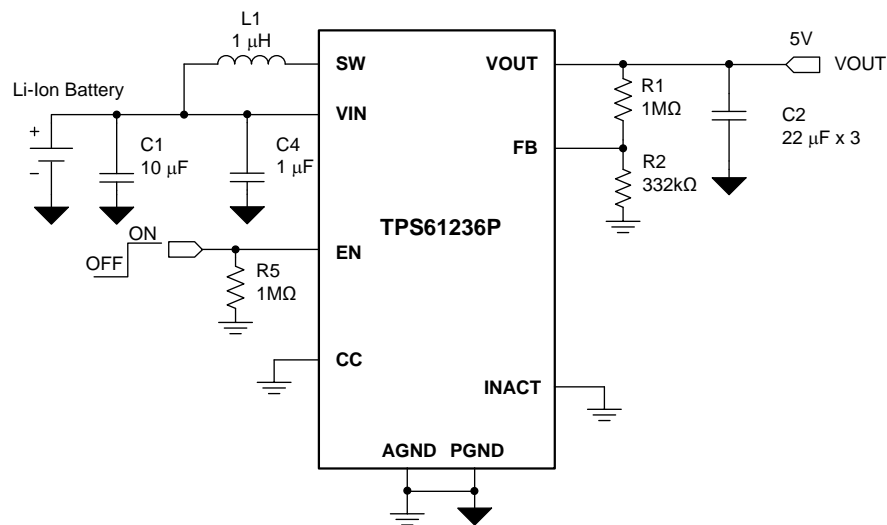 L1
1 μH
SW
VOUT
5V
VOUT
Li-Ion Battery
VIN
R1
1MΩ
C2
22 μF x 3
+
−
C1
10 μF
C4
1 μF
FB
R2
332kΩ
TPS61236P
ON
OFF
EN
R5
1MΩ
CC
INACT
AGND PGND